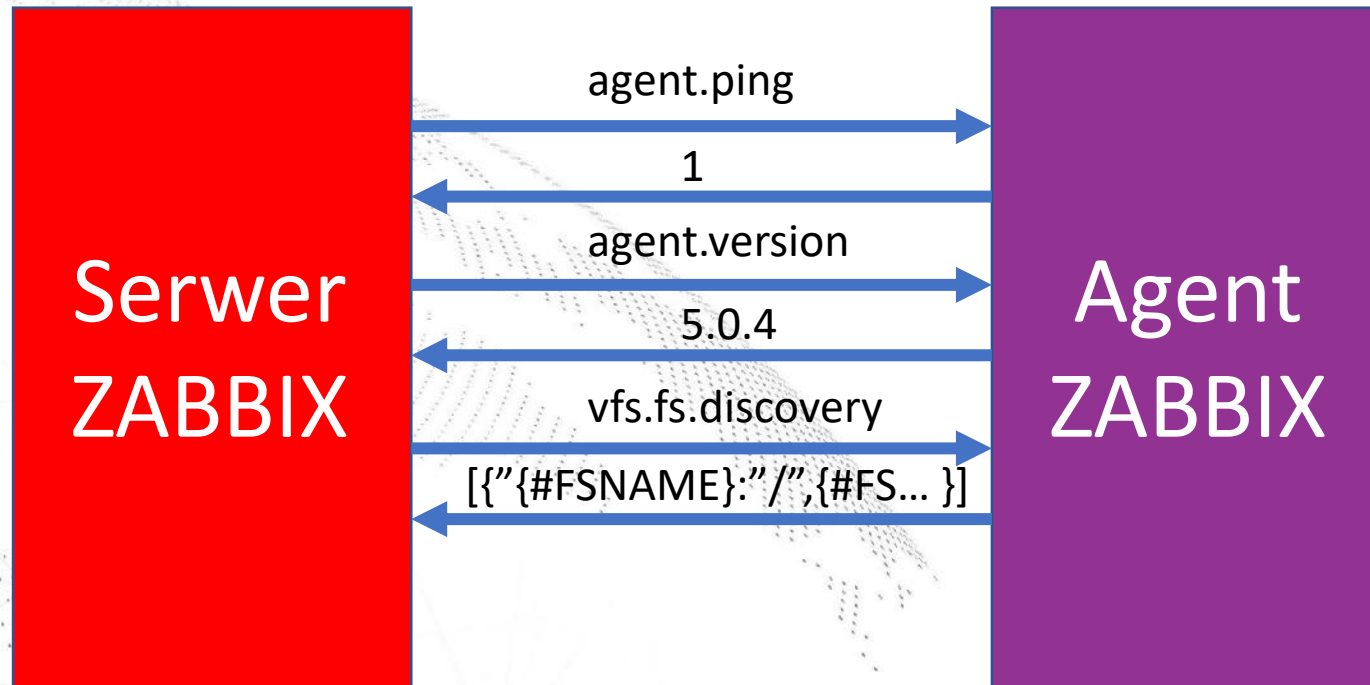 Serwer
ZABBIX
agent.ping
1
agent.version
5.0.4
vfs.fs.discovery
[{”{#FSNAME}:”/”,{#FS… }]
Agent
ZABBIX